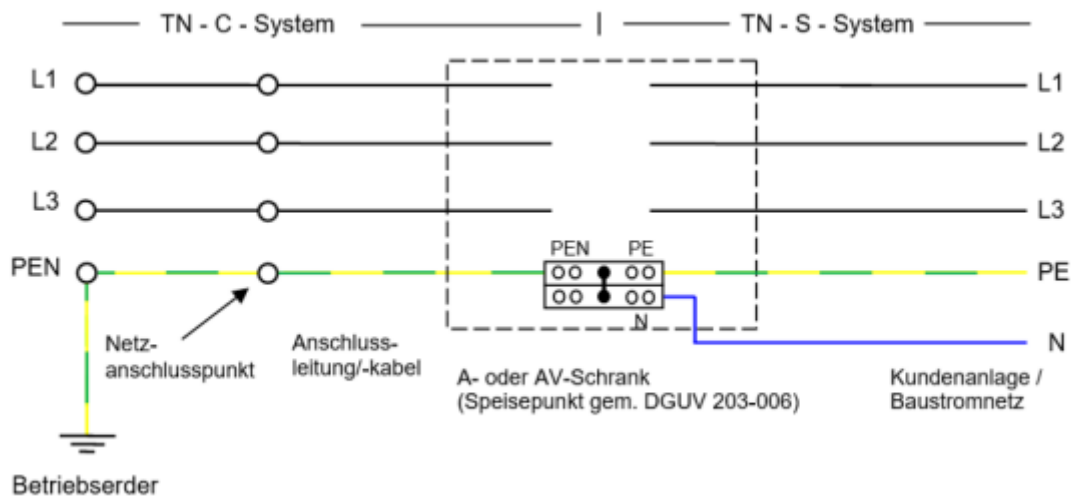 TN - C - System | TN - S - System
L1 L1
L2 L2
L3 L3
PEN PE
PEN PE
N
N
Netz-
anschlusspunkt
Anschluss-
leitung/-kabel
A- oder AV-Schrank
(Speisepunkt gem. DGUV 203-006)
Kundenanlage /
Baustromnetz
Betriebserder